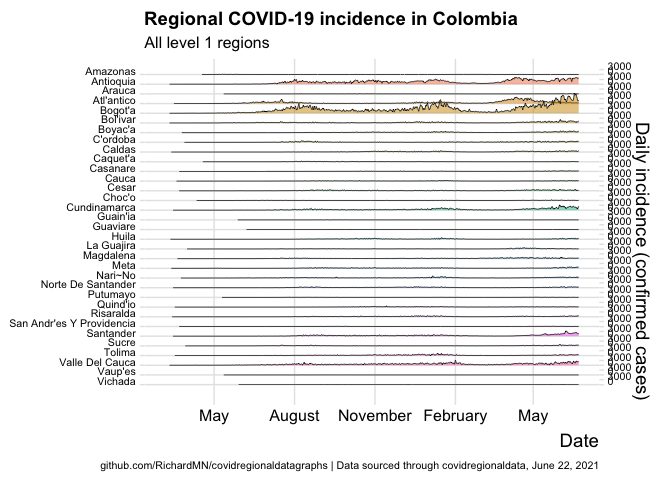 Regional COVID-19 incidence in Colombia
All level 1 regions
Amazonas
Antioquia
Arauca
Atl'antico
Bogot'a
Bol'ivar
Boyac'a
C'ordoba
Caldas
Caquet'a
Casanare
Cauca
Cesar
Choc'o
Cundinamarca
Guain'ia
Guaviare
Huila
La Guajira
Magdalena
Meta
Nari~No
Norte De Santander
Putumayo
Quind'io
Risaralda
San Andr'es Y Providencia
Santander
Sucre
Tolima
Valle Del Cauca
Vaup'es
Vichada
3000
Daily incidence (confirmed cases)
May
August
November
February
May
Date
github.com/RichardMN/covidregionaldatagraphs | Data sourced through covidregionaldata, June 22, 2021